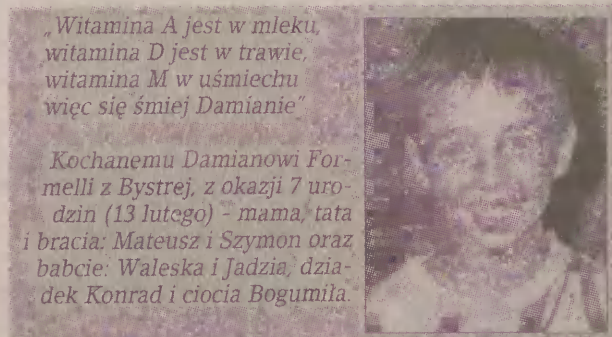 „Witamina A jest w mleku,
witamina D jest w trawie,
witamina M w uśmiechu
więc się śmiej Damianie”
Kochanemu Damianowi For-
melli z Bystrej, z okazji 7 uro-
dzin (13 lutego) - mama, tata
i bracia: Mateusz i Szymon oraz
babcie: Waleska i Jadzia, dzia-
dek Konrad i ciocia Bogumiła.